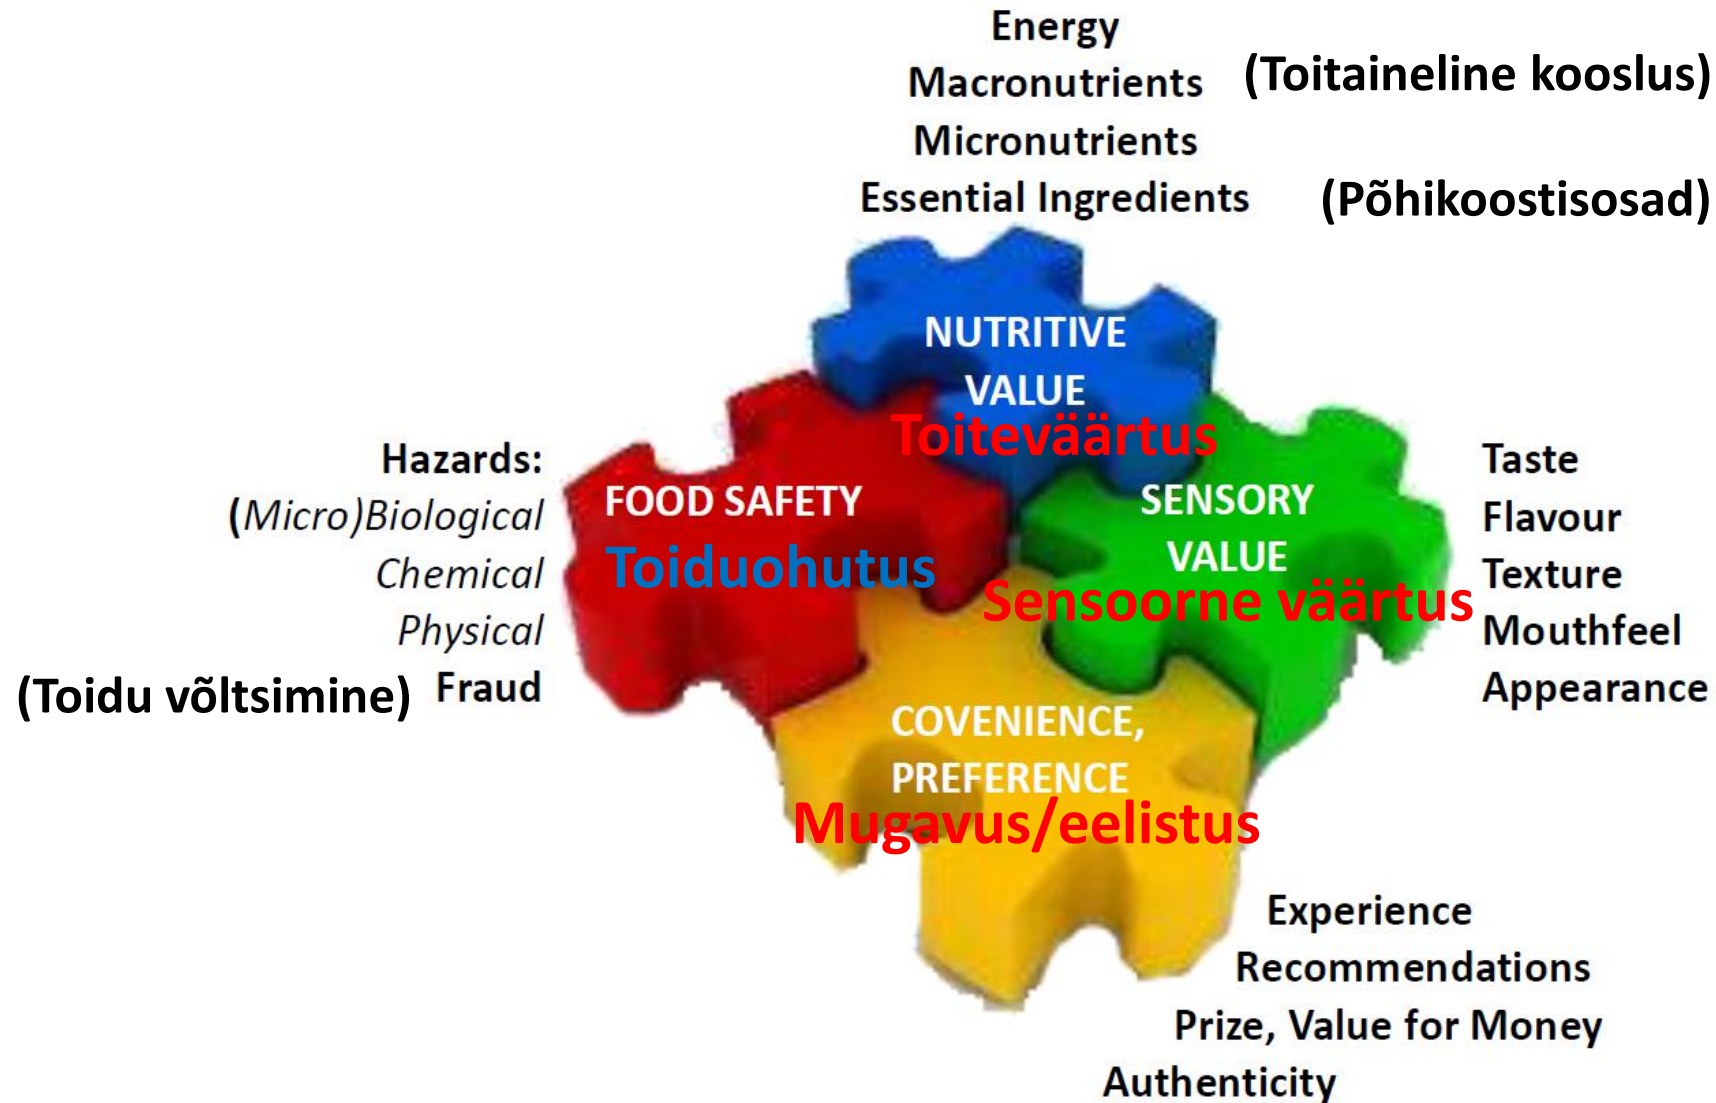 Energy
Macronutrients
(Toitaineline kooslus)
Micronutrients
Essential Ingredients
(Põhikoostisosad)
NUTRITIVE
VALUE
Toiteväärtus
Hazards:
(Micro)Biological
Chemical
Physical
Fraud
(Toidu võltsimine)
FOOD SAFETY
Toiduohutus
SENSORY
VALUE
Sensoorne väärtus
Taste
Flavour
Texture
Mouthfeel
Appearance
COVENIENCE,
PREFERENCE
Mugavus/eelistus
Experience
Recommendations
Prize, Value for Money
Authenticity